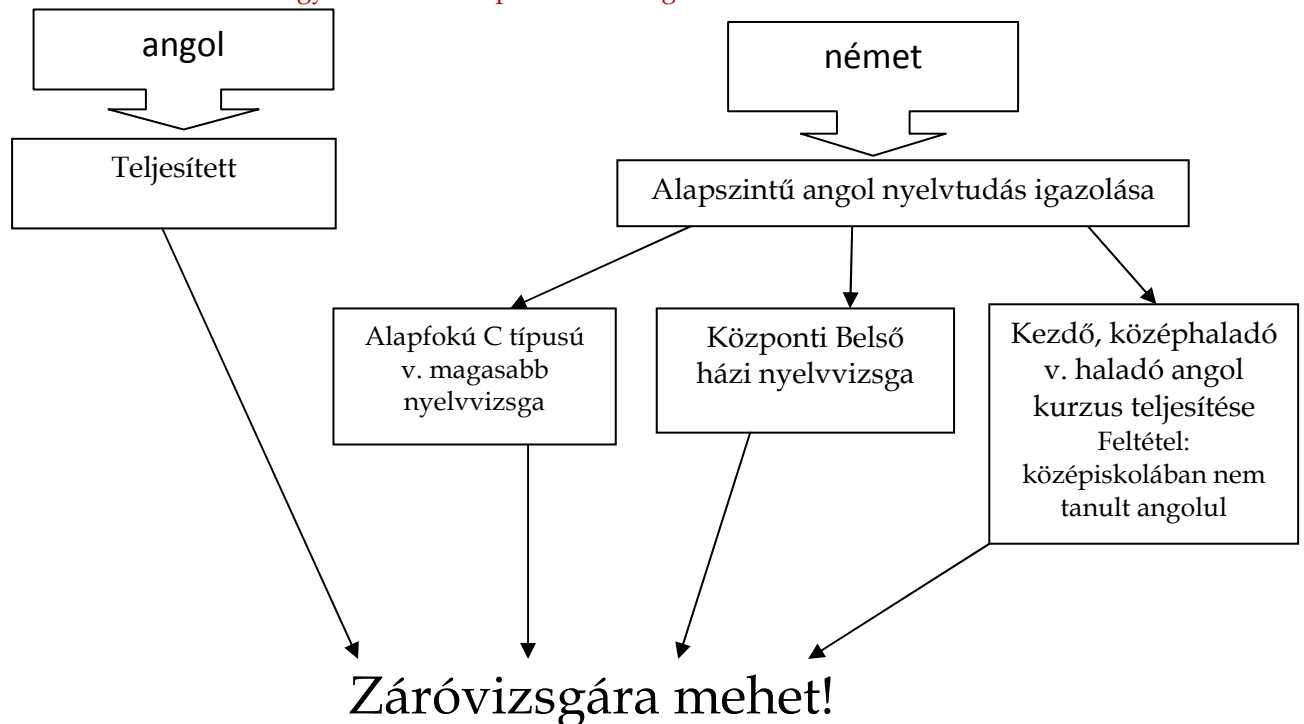 angol
német
Teljesített
Alapszintű angol nyelvtudás igazolása
Alapfokú C típusú
v. magasabb
nyelvvizsga
Központi Belső
házi nyelvvizsga
Kezdő, középhaladó
v. haladó angol
kurzus teljesítése
Feltétel:
középiskolában nem
tanult angolul
Záróvizsgára mehet!